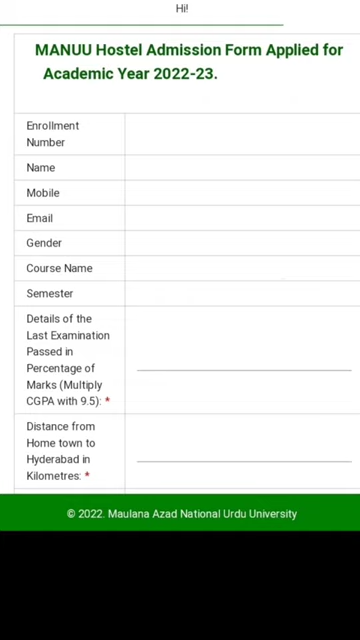 Hi!
MANUU Hostel Admission Form Applied for
Academic Year 2022-23.
Enrollment
Number
Name
Mobile
Email
Gender
Course Name
Semester
Details of the
Last Examination
Passed in
Percentage of
Marks (Multiply
CGPA with 9.5): *
Distance from
Home town to
Hyderabad in
Kilometres: *
© 2022. Maulana Azad National Urdu University